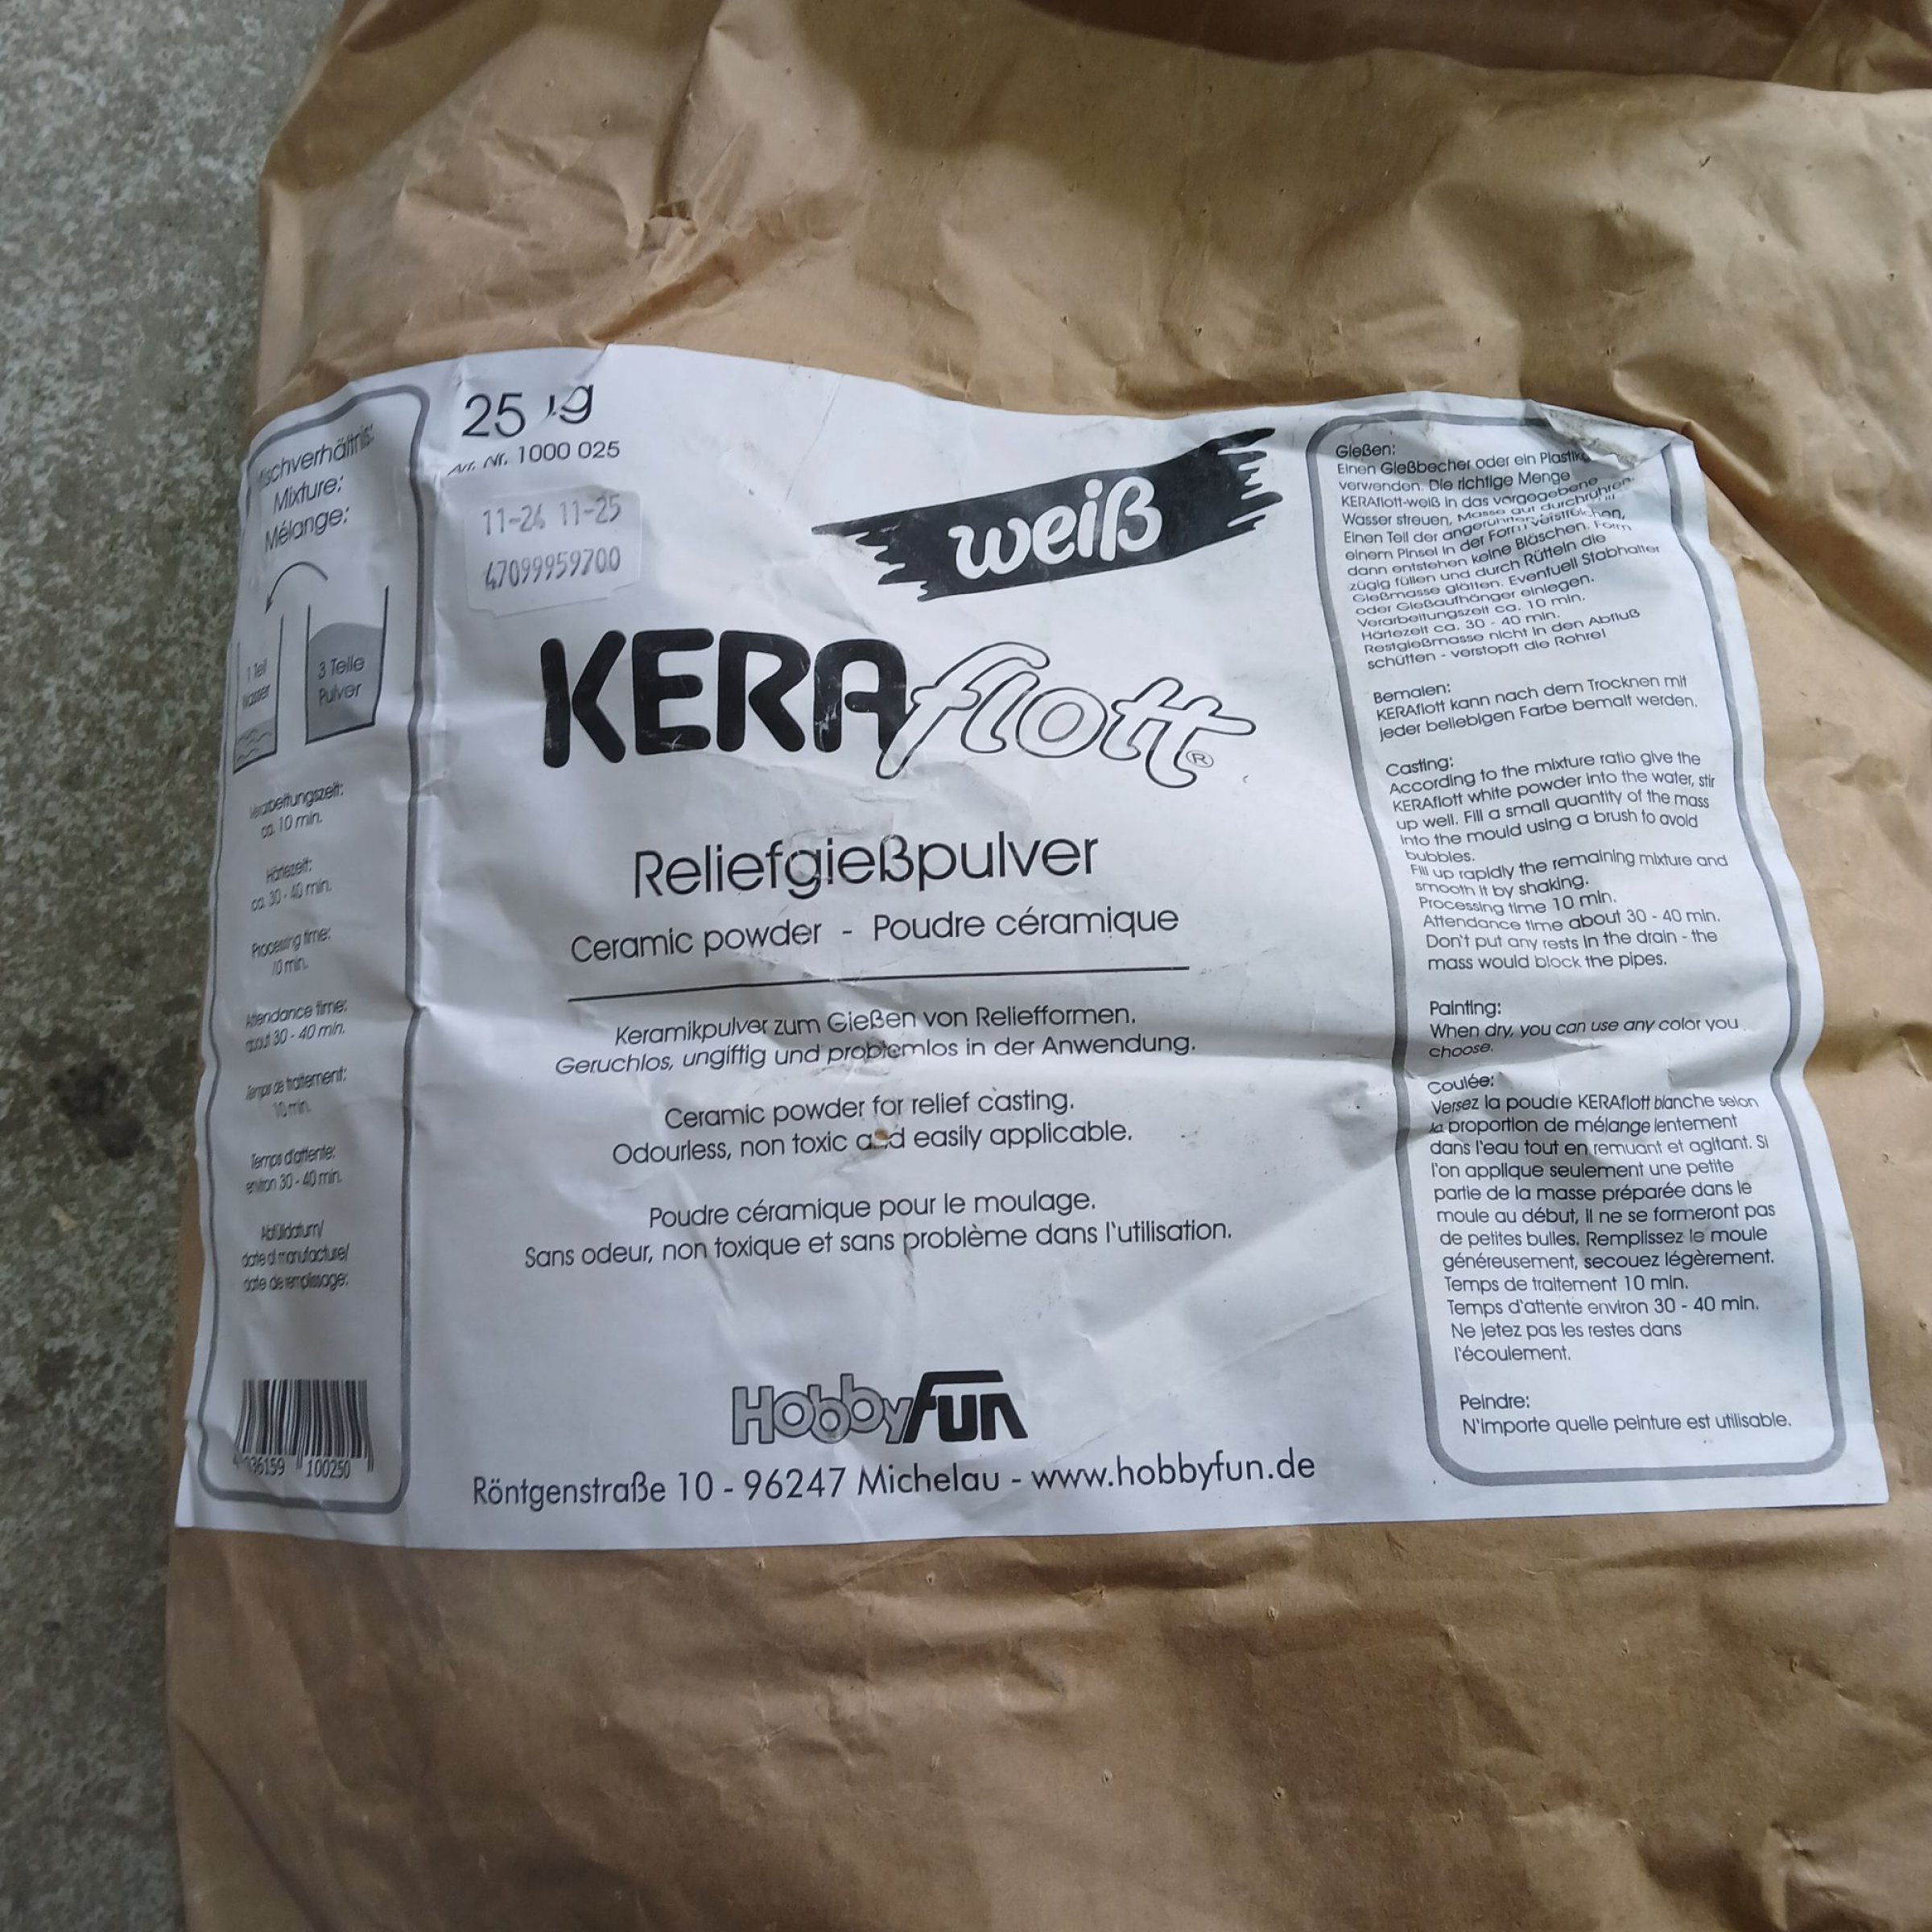 Mischverhältnis:
Mixture:
Mélange:
1 Teil
Wasser
3 Teile
Pulver
Verarbeitungszeit:
ca. 10 min.
Härtezeit:
ca. 30 - 40 min.
Processing time:
10 min.
Attendance time:
about 30 - 40 min.
Temps de traitement:
10 min.
Temps d'attente:
environ 30 - 40 min.
Abfülldatum/
date of manufacture/
date de remplissage:
036159 100250
25 kg
Art. Nr. 1000 025
11-24 11-25
47099959700
weiß
KERAflott®
Reliefgießpulver
Ceramic powder - Poudre céramique
Keramikpulver zum Gießen von Reliefformen.
Geruchlos, ungiftig und problemlos in der Anwendung.
Ceramic powder for relief casting.
Odourless, non toxic and easily applicable.
Poudre céramique pour le moulage.
Sans odeur, non toxique et sans problème dans l'utilisation.
HobbyFun
Röntgenstraße 10 - 96247 Michelau - www.hobbyfun.de
Gießen:
Einen Gießbecher oder ein
verwenden. Die richtige Menge
KERAflott-weiß in das vorgegebene
Wasser streuen, Masse gut durchrühren.
Einen Teil der angerührten
einem Pinsel in der Form verstreichen,
dann entstehen keine Bläschen. Form
zügig füllen und durch Rütteln die
Gießmasse glätten. Eventuell Stabhalter
oder Gießaufhänger einlegen.
Verarbeitungszeit ca. 10 min.
Härtezeit ca. 30 - 40 min.
Restgießmasse nicht in den Abfluß
schütten - verstopft die Rohre!
Bemalen:
KERAflott kann nach dem Trocknen mit
jeder beliebigen Farbe bemalt werden.
Casting:
According to the mixture ratio give the
KERAflott white powder into the water, stir
up well. Fill a small quantity of the mass
into the mould using a brush to avoid
bubbles.
Fill up rapidly the remaining mixture and
smooth it by shaking.
Processing time 10 min.
Attendance time about 30 - 40 min.
Don't put any rests in the drain - the
mass would block the pipes.
Painting:
When dry, you can use any color you
choose.
Coulée:
Versez la poudre KERAflott blanche selon
la proportion de mélange lentement
dans l'eau tout en remuant et agitant. Si
l'on applique seulement une petite
partie de la masse préparée dans le
moule au début, il ne se formeront pas
de petites bulles. Remplissez le moule
généreusement, secouez légèrement.
Temps de traitement 10 min.
Temps d'attente environ 30 - 40 min.
Ne jetez pas les restes dans
l'écoulement.
Peindre:
N'importe quelle peinture est utilisable.